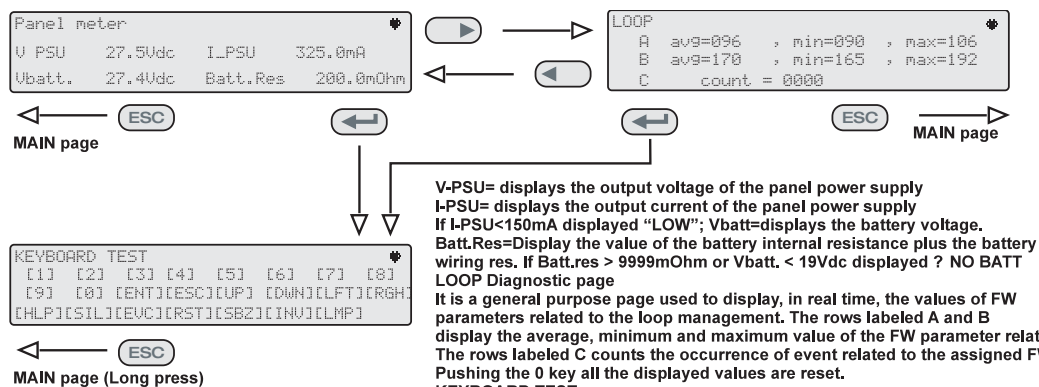 Panel meter
V PSU 27.5Vdc I_PSU 325.0mA
Vbatt. 27.4Vdc Batt.Res 200.0mOhm
LOOP
A avg=096 , min=090 , max=106
B avg=170 , min=165 , max=192
C count = 0000
ESC
MAIN page
ESC
MAIN page
V-PSU= displays the output voltage of the panel power supply
I-PSU= displays the output current of the panel power supply
If I-PSU<150mA displayed “LOW”; Vbatt=displays the battery voltage.
Batt.Res=Display the value of the battery internal resistance plus the battery
wiring res. If Batt.res > 9999mOhm or Vbatt. < 19Vdc displayed ? NO BATT
LOOP Diagnostic page
It is a general purpose page used to display, in real time, the values of FW
parameters related to the loop management. The rows labeled A and B
display the average, minimum and maximum value of the FW parameter relat
The rows labeled C counts the occurrence of event related to the assigned F
Pushing the 0 key all the displayed values are reset.
KEYBOARD TEST
KEYBOARD TEST
[1] [2] [3] [4] [5] [6] [7] [8]
[9] [0] [ENT][ESC][UP] [DWN][LFT][RGH]
[HLP][SIL][EVC][RST][SBZ][INV][LMP]
ESC
MAIN page (Long press)